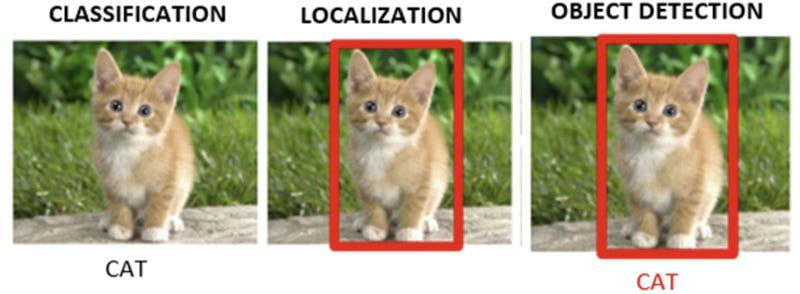 CLASSIFICATION
LOCALIZATION
OBJECT DETECTION
CAT
CAT